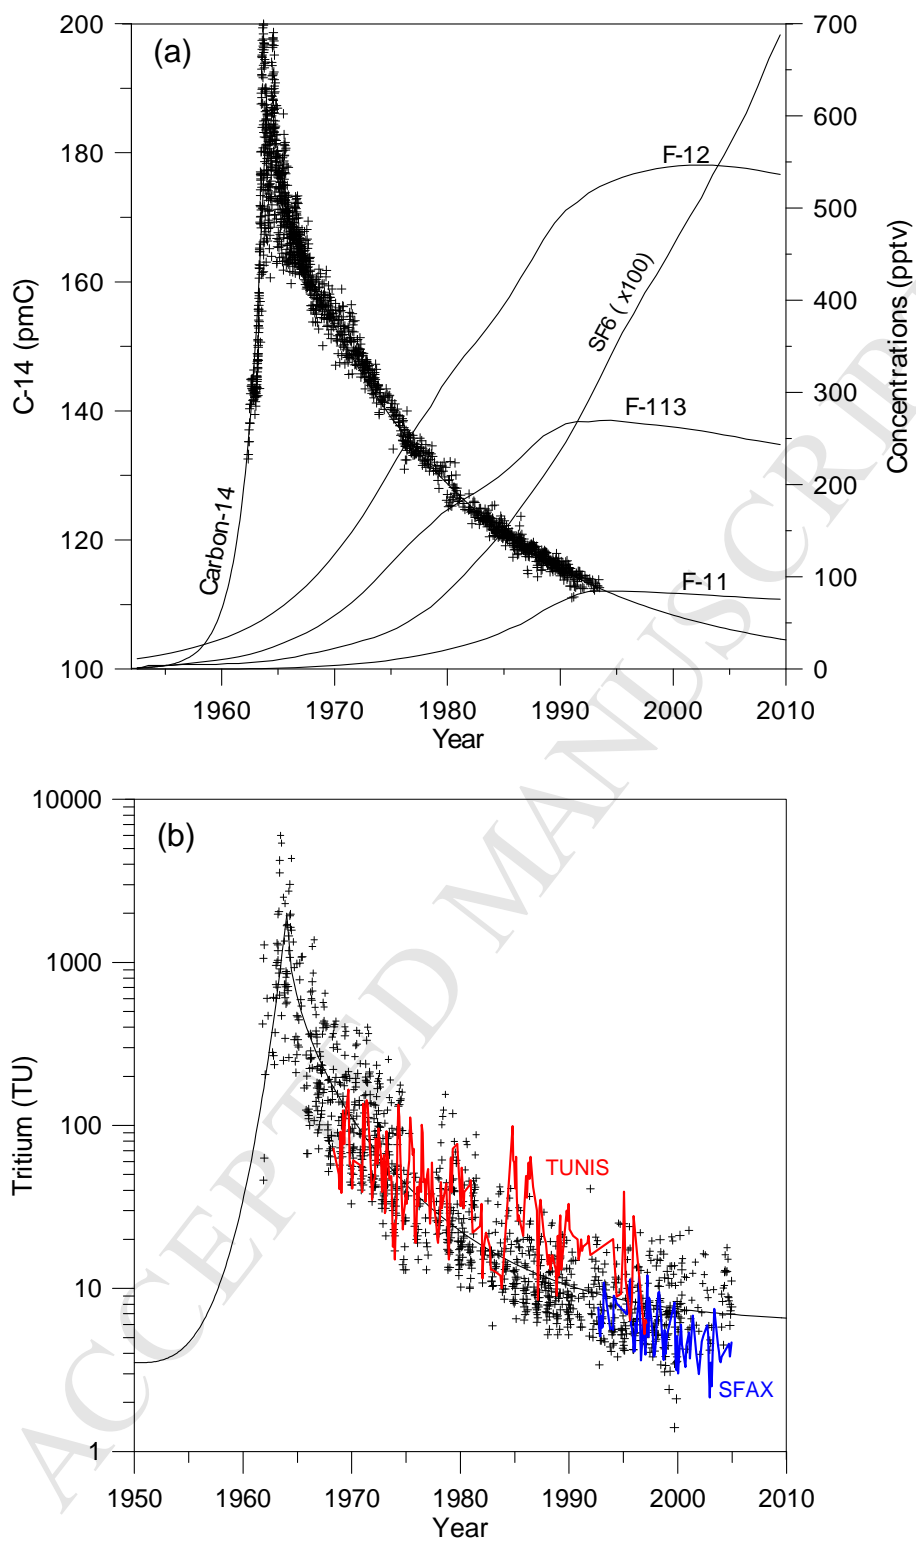 (a)
200
180
160
140
120
100
C-14 (pmC)
700
600
500
400
300
200
100
0
Concentrations (pptv)
F-12
SF6 ( x100)
F-113
Carbon-14
F-11
1960
1970
1980
1990
2000
2010
Year
(b)
10000
1000
100
10
1
Tritium (TU)
TUNIS
SFAX
1950
1960
1970
1980
1990
2000
2010
Year
ACCEPTED MANUSCRIPT